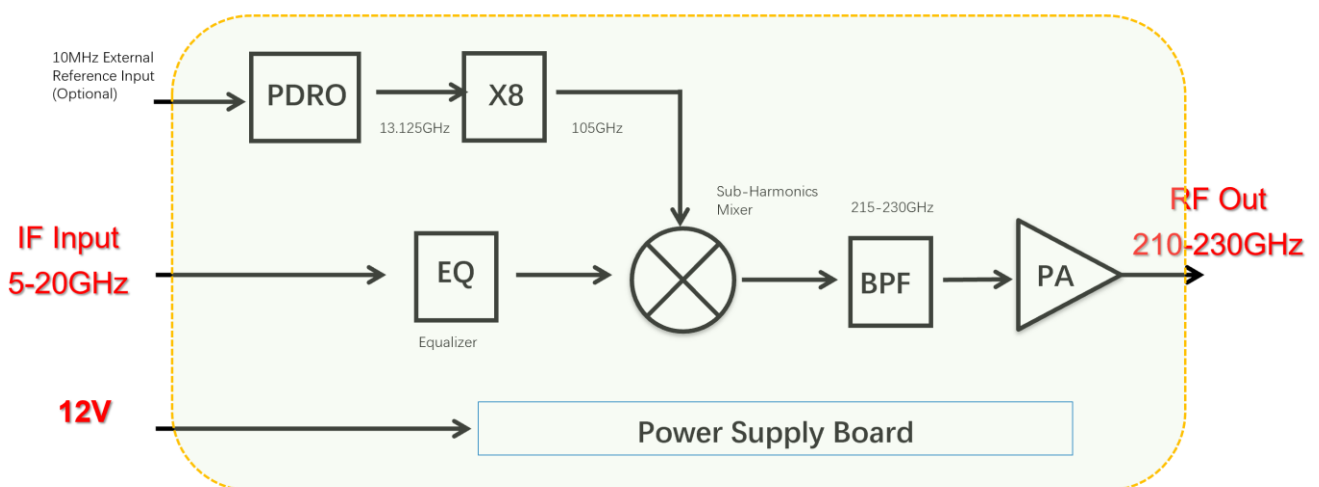 10MHz External
Reference Input
(Optional)
PDRO
13.125GHz
X8
105GHz
Sub-Harmonics
Mixer
215-230GHz
RF Out
210-230GHz
IF Input
5-20GHz
EQ
Equalizer
BPF
PA
12V
Power Supply Board